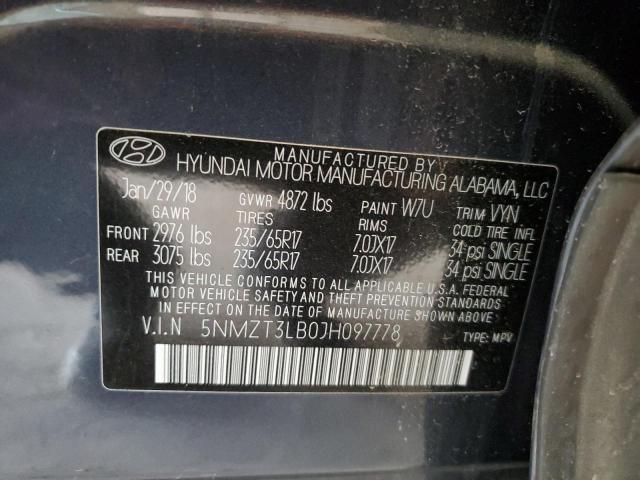 MANUFACTURED BY
HYUNDAI MOTOR MANUFACTURING ALABAMA, LLC
Jan/29/18 GVWR 4872 lbs PAINT W7U TRIM VYN
GAWR TIRES RIMS COLD TIRE INFL
FRONT 2976 lbs 235/65R17 7.0JX17 34 psi SINGLE
REAR 3075 lbs 235/65R17 7.0JX17 34 psi SINGLE
THIS VEHICLE CONFORMS TO ALL APPLICABLE U.S.A. FEDERAL
MOTOR VEHICLE SAFETY AND THEFT PREVENTION STANDARDS
IN EFFECT ON THE DATE OF MANUFACTURE SHOWN ABOVE.
V.I.N 5NMZT3LB0JH097778 TYPE: MPV